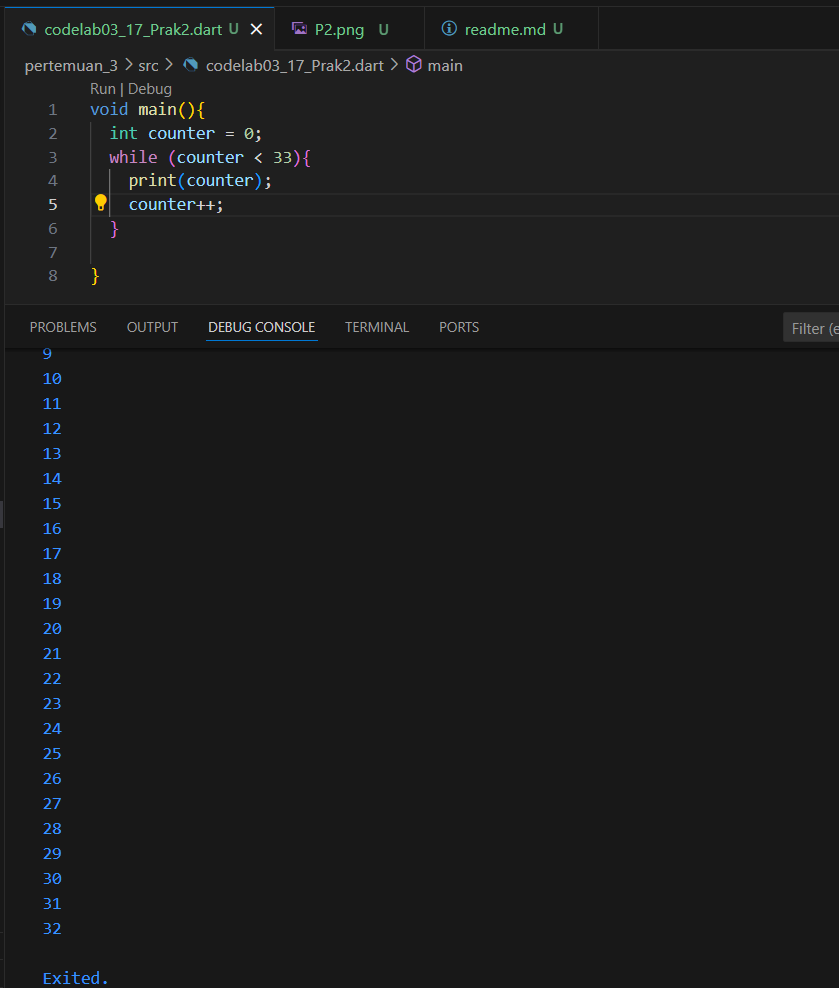 codelab03_17_Prak2.dart U P2.png U readme.md U
pertemuan_3 > src > codelab03_17_Prak2.dart > main
Run | Debug
1 void main(){
2 int counter = 0;
3 while (counter < 33){
4 print(counter);
5 counter++;
6 }
7
8 }
PROBLEMS OUTPUT DEBUG CONSOLE TERMINAL PORTS Filter (e
9
10
11
12
13
14
15
16
17
18
19
20
21
22
23
24
25
26
27
28
29
30
31
32
Exited.